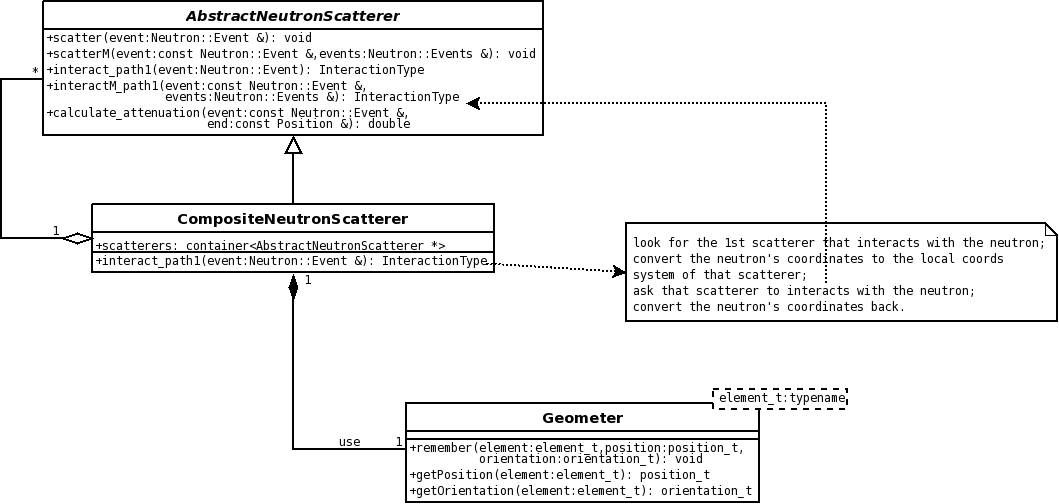 AbstractNeutronScatterer
+scatter(event:Neutron::Event &): void
+scatterM(event:const Neutron::Event &,events:Neutron::Events &): void
+interact_path1(event:Neutron::Event): InteractionType
+interactM_path1(event:const Neutron::Event &,
events:Neutron::Events &): InteractionType
+calculate_attenuation(event:const Neutron::Event &,
end:const Position &): double
*
1
CompositeNeutronScatterer
+scatterers: container<AbstractNeutronScatterer *>
+interact_path1(event:Neutron::Event &): InteractionType
1
look for the 1st scatterer that interacts with the neutron;
convert the neutron's coordinates to the local coords
system of that scatterer;
ask that scatterer to interacts with the neutron;
convert the neutron's coordinates back.
element_t:typename
Geometer
use
1
+remember(element:element_t,position:position_t,
orientation:orientation_t): void
+getPosition(element:element_t): position_t
+getOrientation(element:element_t): orientation_t